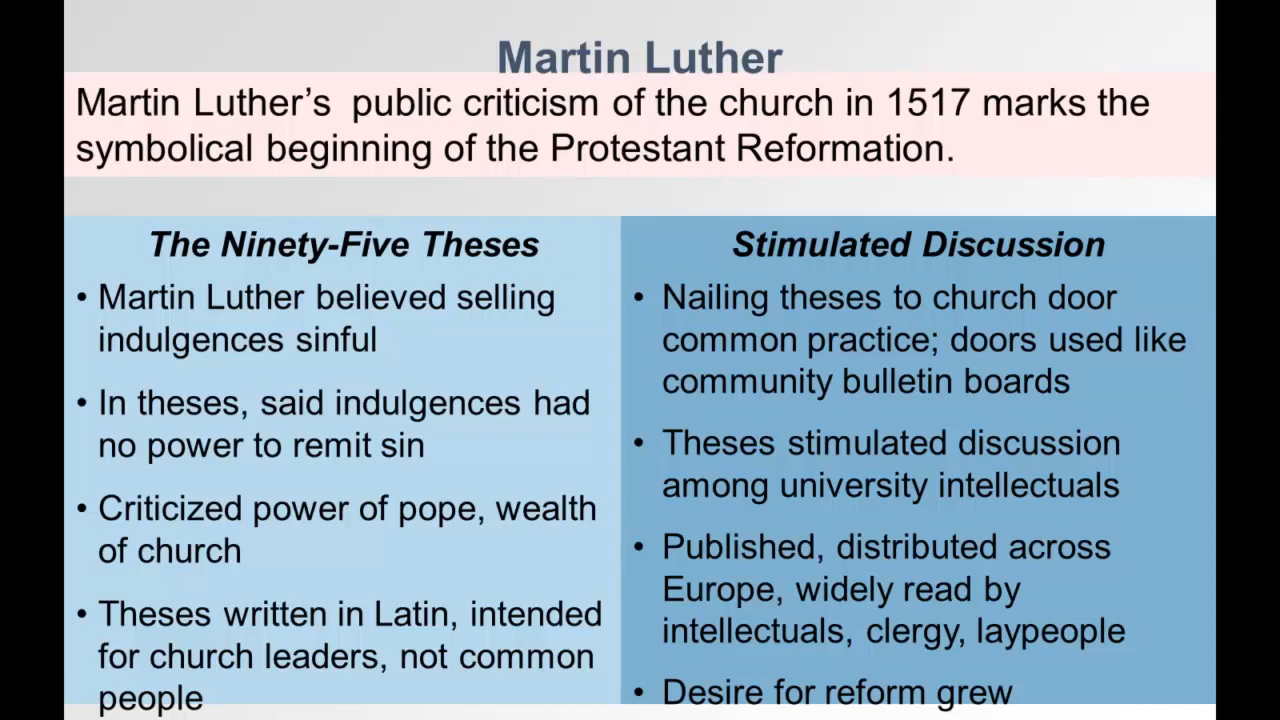 Martin Luther
Martin Luther’s  public criticism of the church in 1517 marks the
symbolical beginning of the Protestant Reformation.
The Ninety-Five Theses
• Martin Luther believed selling
indulgences sinful
• In theses, said indulgences had
no power to remit sin
• Criticized power of pope, wealth
of church
• Theses written in Latin, intended
for church leaders, not common
people
Stimulated Discussion
• Nailing theses to church door
common practice; doors used like
community bulletin boards
• Theses stimulated discussion
among university intellectuals
• Published, distributed across
Europe, widely read by
intellectuals, clergy, laypeople
• Desire for reform grew